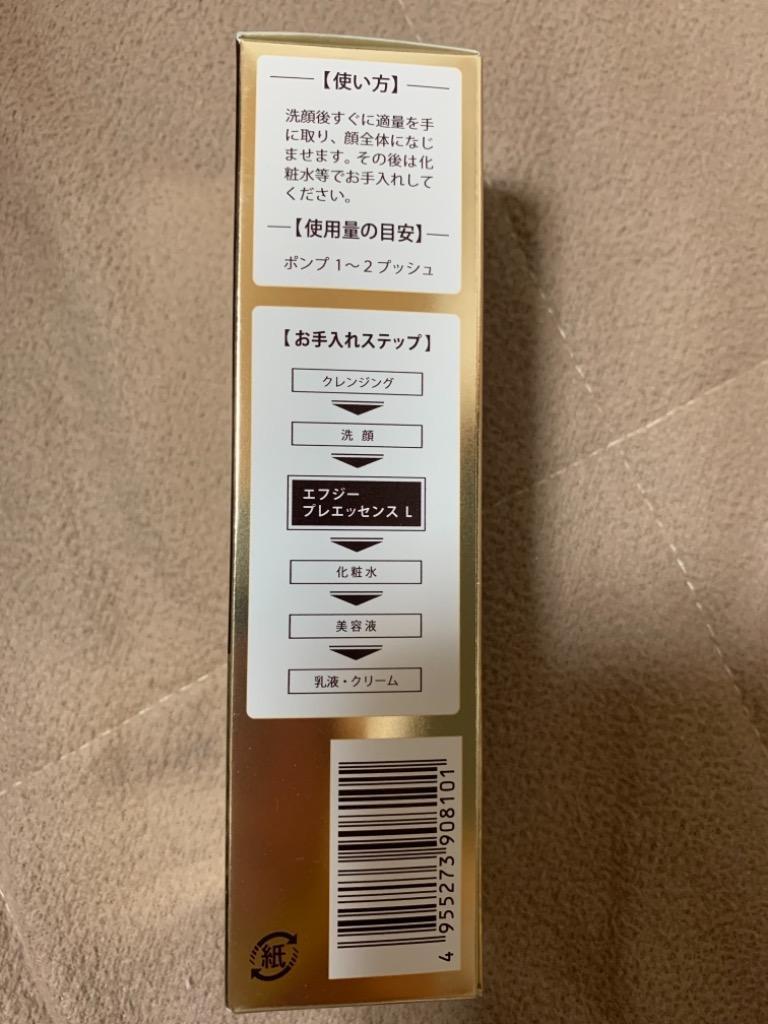 【使い方】
洗顔後すぐに適量を手
に取り、顔全体になじ
ませます。その後は化
粧水等でお手入れして
ください。
【使用量の目安】
ポンプ 1〜2プッシュ
【お手入れステップ】
クレンジング
洗 顔
エフジー
プレエッセンス L
化粧水
美容液
乳液・クリーム
4 955273 908101
紙